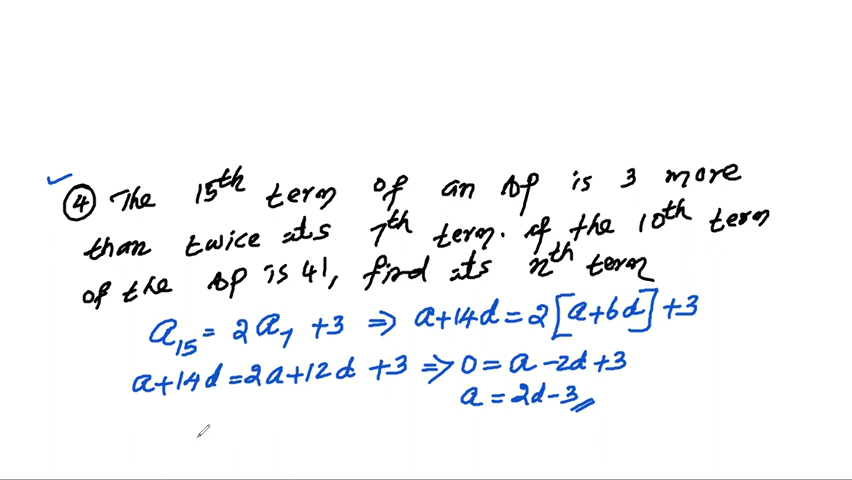 ④ The 15th term of an AP is 3 more
than twice its 7th term. if the 10th term
of the AP is 41, find its nth term
a₁₅ = 2a₇ + 3 ⇒ a+14d = 2[a+6d]+3
a+14d = 2a+12d +3 ⇒ 0 = a -2d+3
a = 2d-3